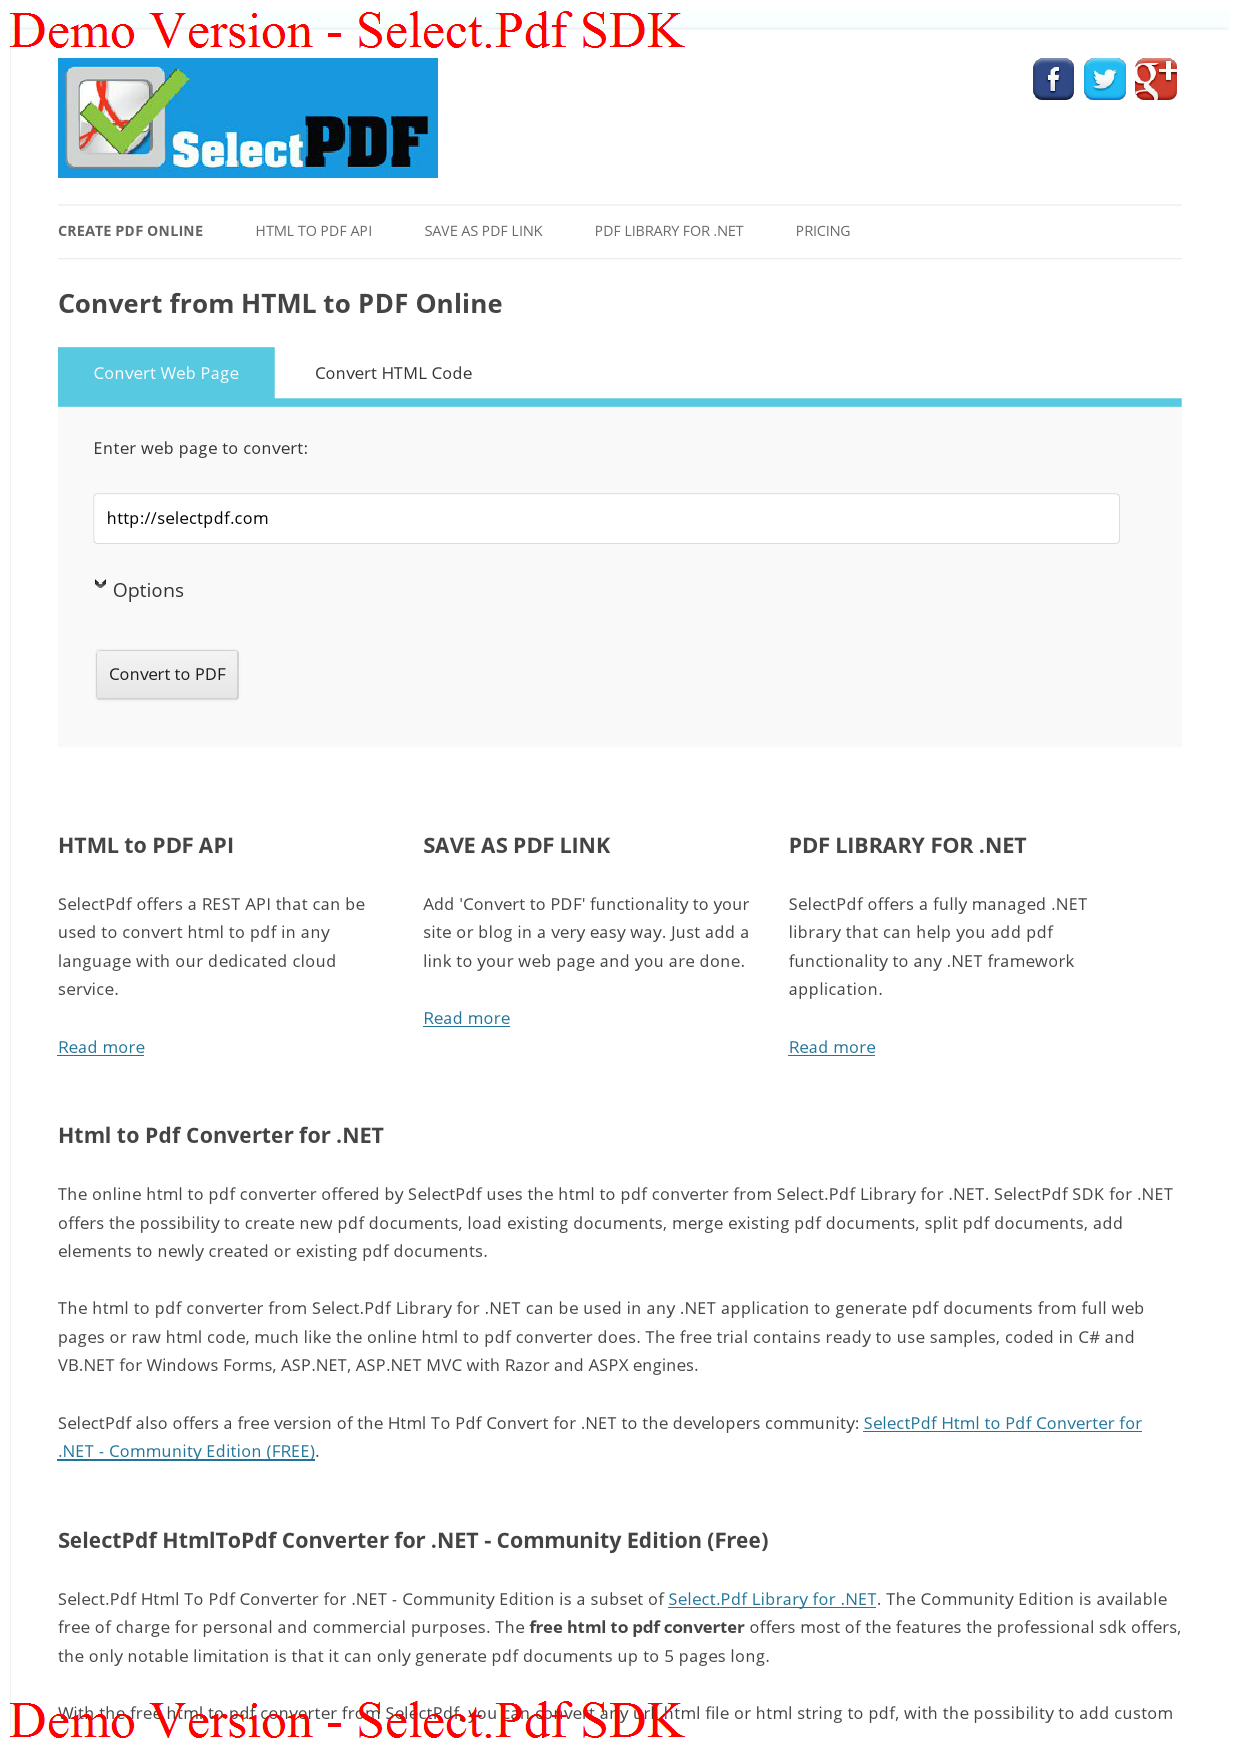 Demo Version - Select.Pdf SDK
SelectPDF
f g+
CREATE PDF ONLINE HTML TO PDF API SAVE AS PDF LINK PDF LIBRARY FOR .NET PRICING
Convert from HTML to PDF Online
Convert Web Page Convert HTML Code
Enter web page to convert:
http://selectpdf.com
Options
Convert to PDF
HTML to PDF API
SelectPdf offers a REST API that can be
used to convert html to pdf in any
language with our dedicated cloud
service.
Read more
SAVE AS PDF LINK
Add 'Convert to PDF' functionality to your
site or blog in a very easy way. Just add a
link to your web page and you are done.
Read more
PDF LIBRARY FOR .NET
SelectPdf offers a fully managed .NET
library that can help you add pdf
functionality to any .NET framework
application.
Read more
Html to Pdf Converter for .NET
The online html to pdf converter offered by SelectPdf uses the html to pdf converter from Select.Pdf Library for .NET. SelectPdf SDK for .NET
offers the possibility to create new pdf documents, load existing documents, merge existing pdf documents, split pdf documents, add
elements to newly created or existing pdf documents.
The html to pdf converter from Select.Pdf Library for .NET can be used in any .NET application to generate pdf documents from full web
pages or raw html code, much like the online html to pdf converter does. The free trial contains ready to use samples, coded in C# and
VB.NET for Windows Forms, ASP.NET, ASP.NET MVC with Razor and ASPX engines.
SelectPdf also offers a free version of the Html To Pdf Convert for .NET to the developers community: SelectPdf Html to Pdf Converter for
.NET - Community Edition (FREE).
SelectPdf HtmlToPdf Converter for .NET - Community Edition (Free)
Select.Pdf Html To Pdf Converter for .NET - Community Edition is a subset of Select.Pdf Library for .NET. The Community Edition is available
free of charge for personal and commercial purposes. The free html to pdf converter offers most of the features the professional sdk offers,
the only notable limitation is that it can only generate pdf documents up to 5 pages long.
With the free html to pdf converter from SelectPdf, you can convert any url, html file or html string to pdf, with the possibility to add custom
Demo Version - Select.Pdf SDK